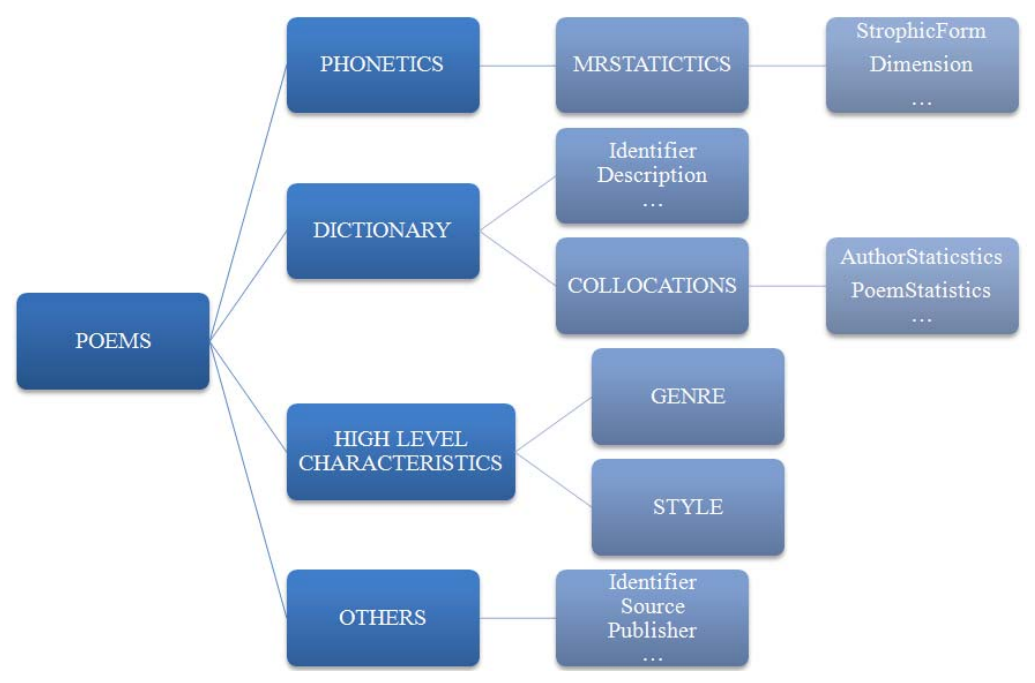 PHONETICS
MRSTATICTICS
StrophicForm
Dimension
...
DICTIONARY
Identifier
Description
...
COLLOCATIONS
AuthorStaticstics
PoemStatistics
...
POEMS
HIGH LEVEL
CHARACTERISTICS
GENRE
STYLE
OTHERS
Identifier
Source
Publisher
...